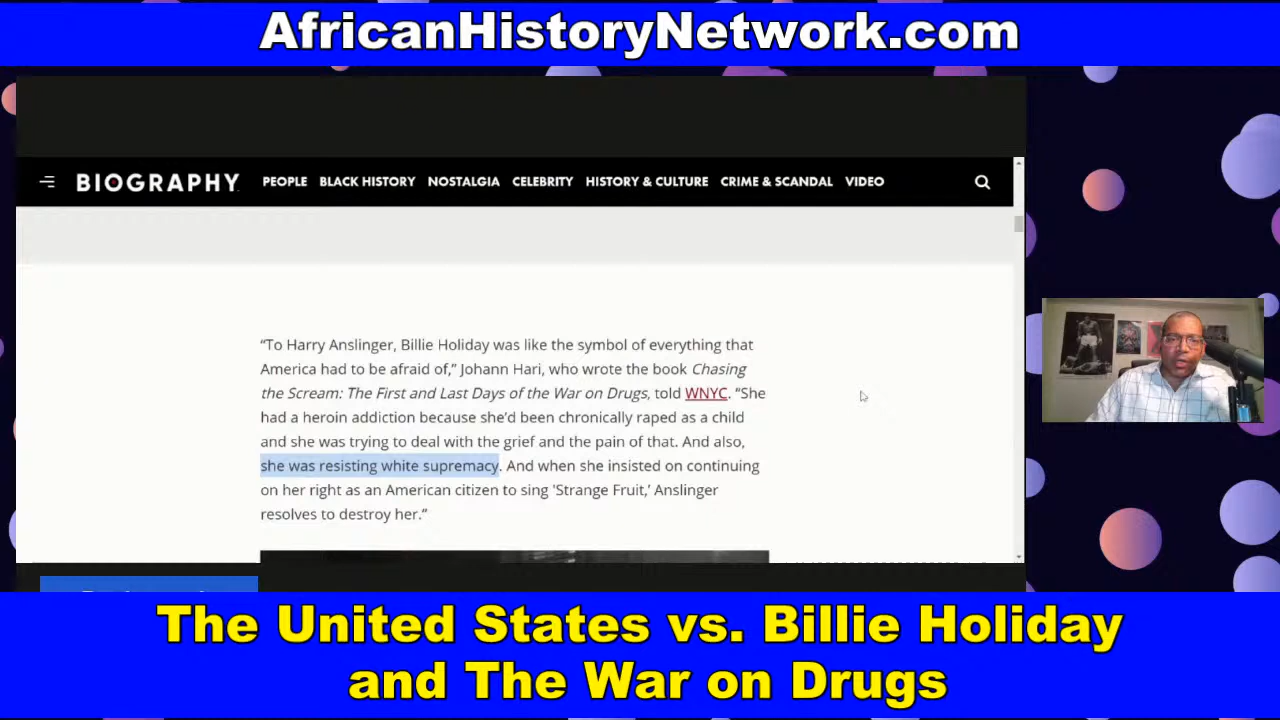 AfricanHistoryNetwork.com
BIOGRAPHY PEOPLE BLACK HISTORY NOSTALGIA CELEBRITY HISTORY & CULTURE CRIME & SCANDAL VIDEO
“To Harry Anslinger, Billie Holiday was like the symbol of everything that
America had to be afraid of,” Johann Hari, who wrote the book Chasing
the Scream: The First and Last Days of the War on Drugs, told WNYC. “She
had a heroin addiction because she’d been chronically raped as a child
and she was trying to deal with the grief and the pain of that. And also,
she was resisting white supremacy. And when she insisted on continuing
on her right as an American citizen to sing 'Strange Fruit,’ Anslinger
resolves to destroy her.“
The United States vs. Billie Holiday
and The War on Drugs